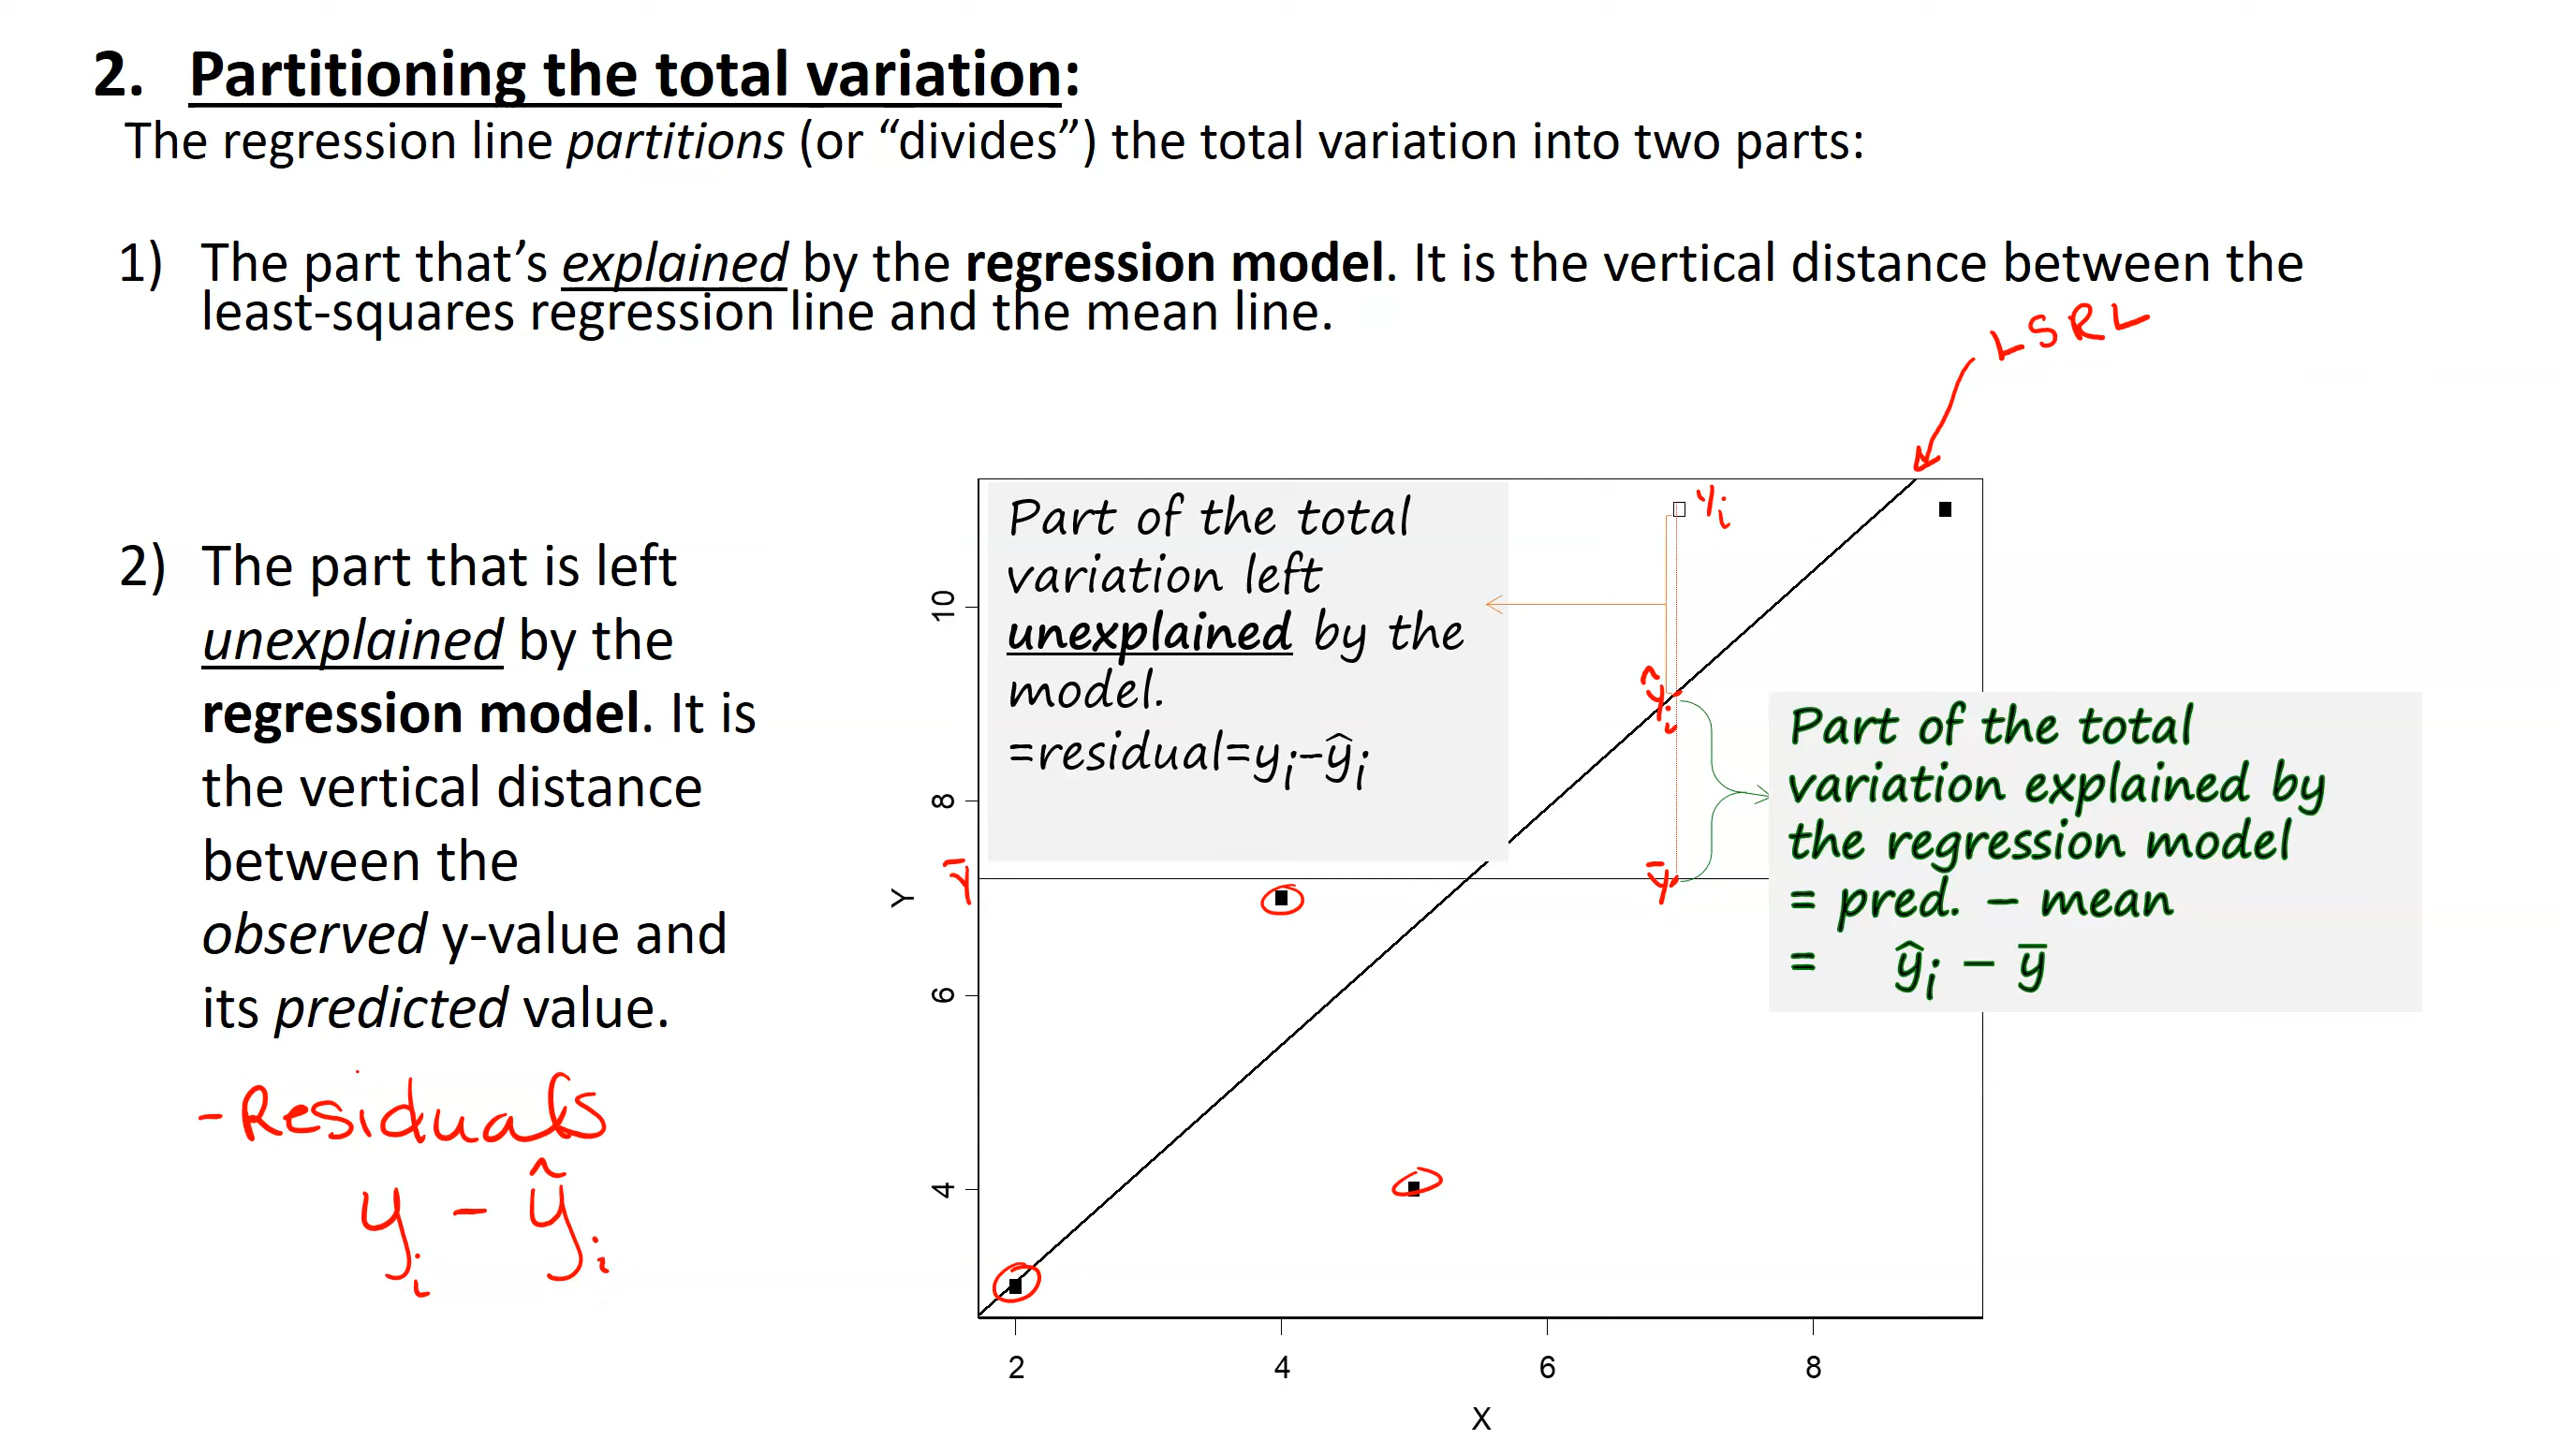 2. Partitioning the total variation:
The regression line partitions (or “divides”) the total variation into two parts:
1) The part that’s explained by the regression model. It is the vertical distance between the
least-squares regression line and the mean line.
LSRL
2) The part that is left
unexplained by the
regression model. It is
the vertical distance
between the
observed y-value and
its predicted value.
-Residuals
yᵢ - ŷᵢ
Part of the total
variation left
unexplained by the
model.
=residual=yᵢ–ŷᵢ
yᵢ
ŷᵢ
ȳ
ȳ
Part of the total
variation explained by
the regression model
= pred. – mean
= ŷᵢ – ȳ
10
8
6
4
Y
2 4 6 8
X